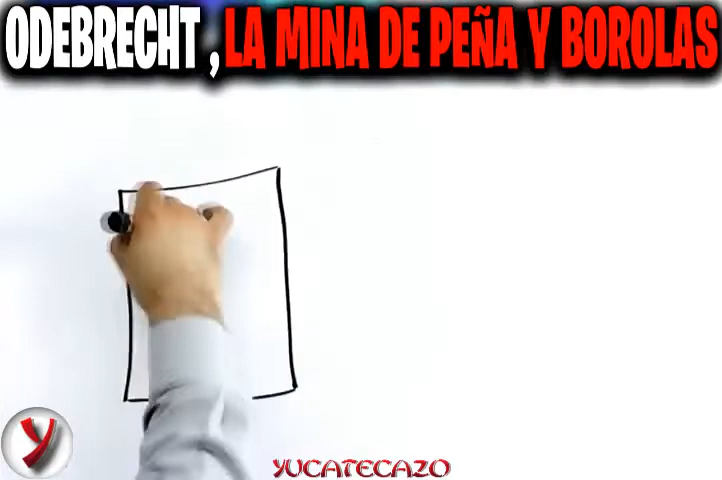 ODEBRECHT, LA MINA DE PEÑA Y BOROLAS
Y
YUCATECAZO